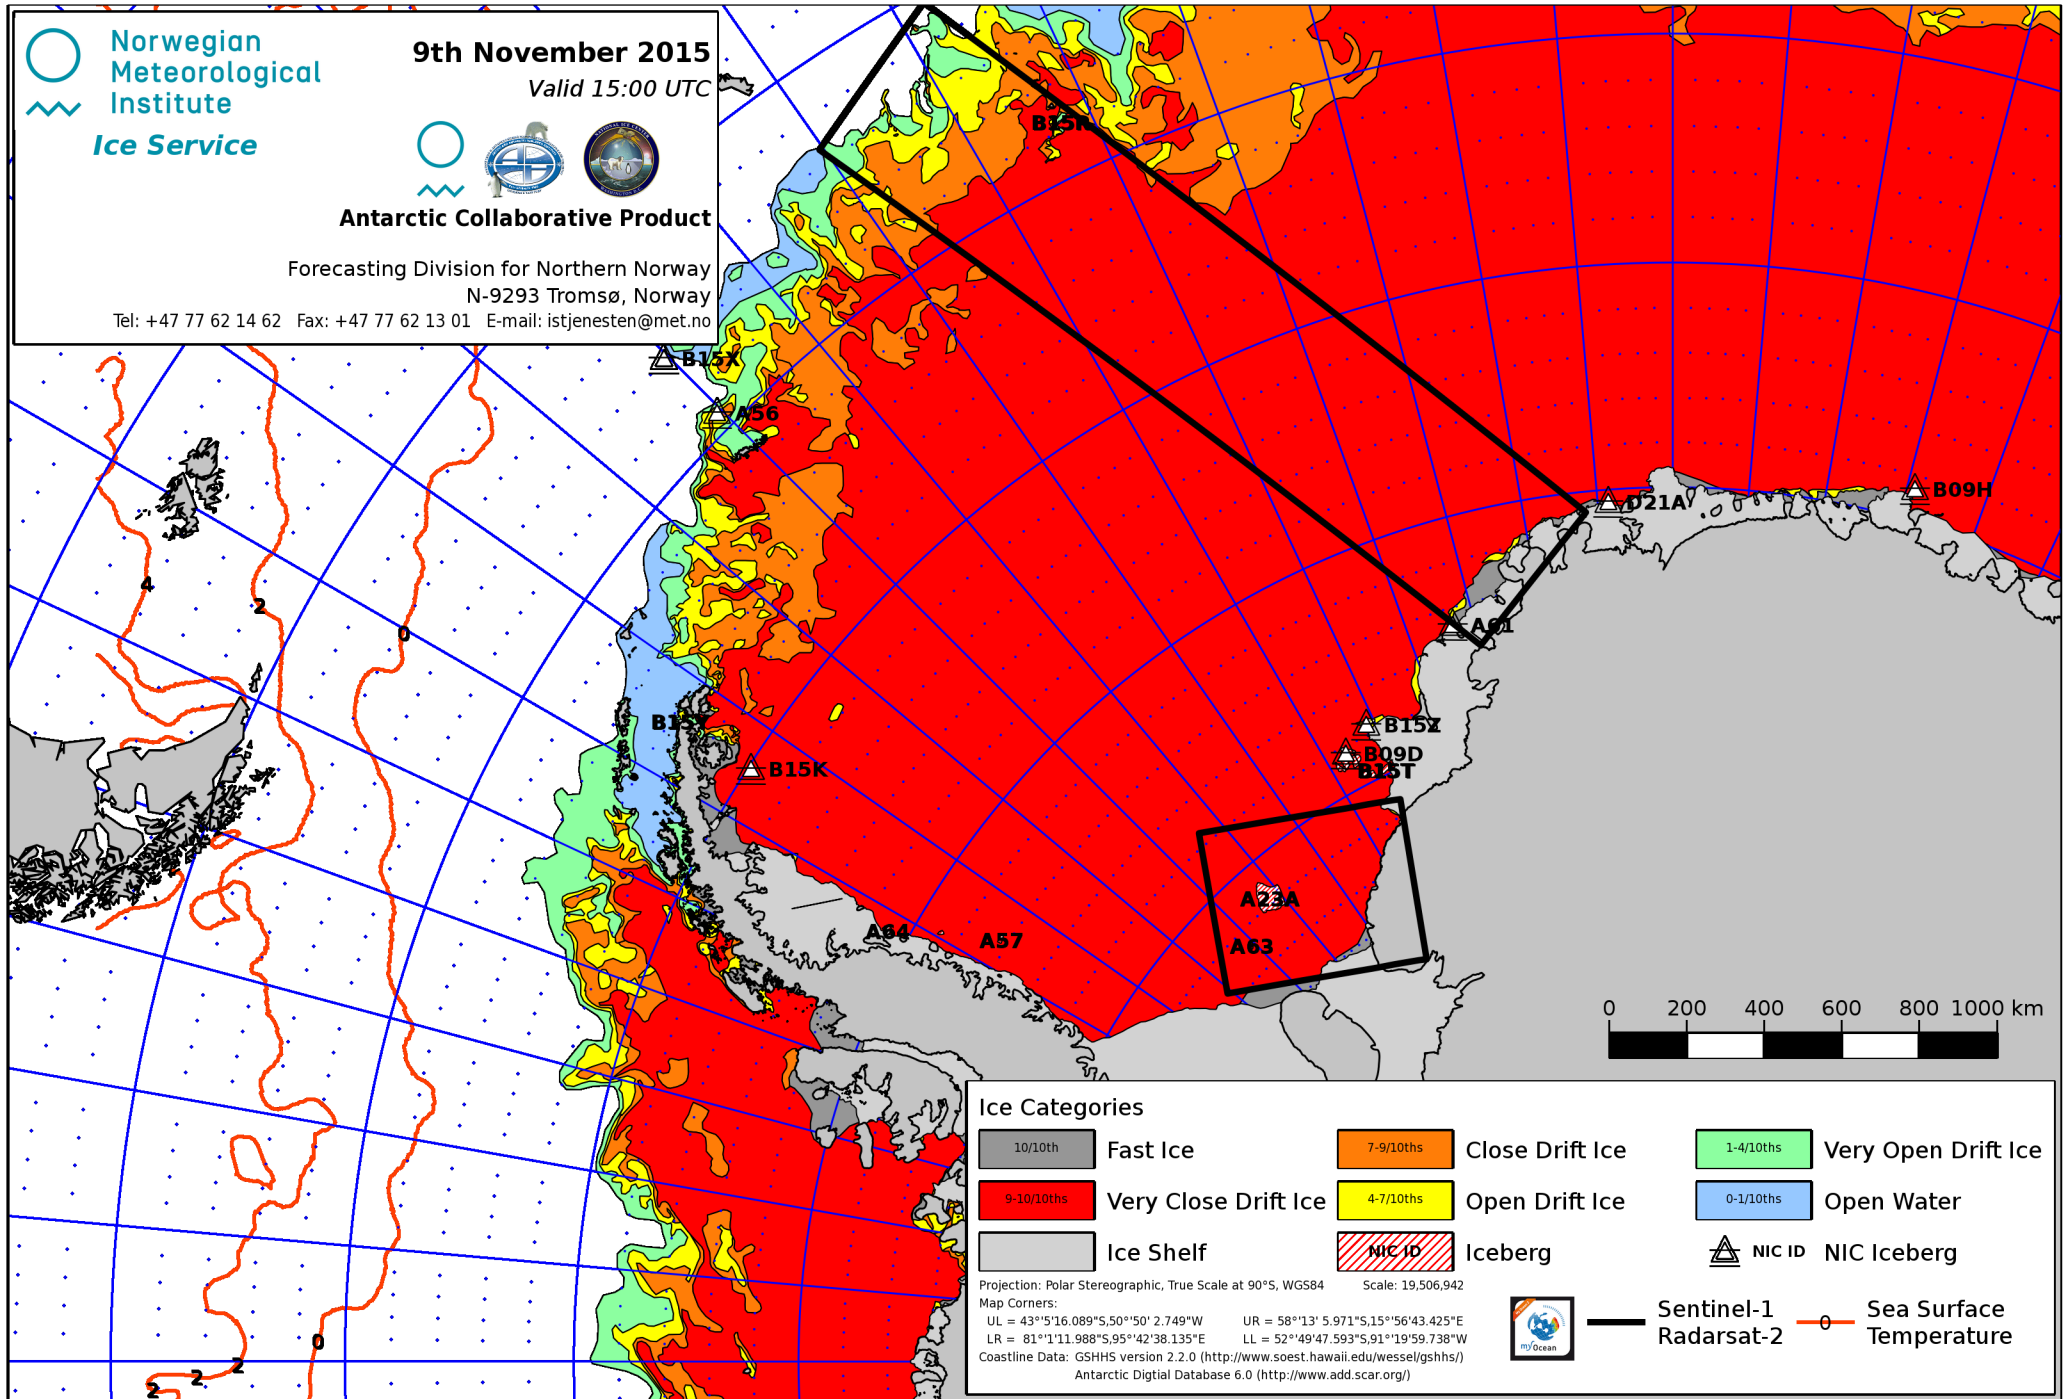 Norwegian
Meteorological
Institute
Ice Service
9th November 2015
Valid 15:00 UTC
Antarctic Collaborative Product
Forecasting Division for Northern Norway
N-9293 Tromsø, Norway
Tel: +47 77 62 14 62 Fax: +47 77 62 13 01 E-mail: istjenesten@met.no
B15R
B15X
A56
D21A
B09H
4
2
0
A61
B15Y
B15Z
B09D
B15T
B15K
A23A
A64
A57
A63
0 200 400 600 800 1000 km
0
2
2
2
Ice Categories
10/10th Fast Ice
7-9/10ths Close Drift Ice
1-4/10ths Very Open Drift Ice
9-10/10ths Very Close Drift Ice
4-7/10ths Open Drift Ice
0-1/10ths Open Water
Ice Shelf
NIC ID Iceberg
NIC ID NIC Iceberg
Projection: Polar Stereographic, True Scale at 90°S, WGS84 Scale: 19,506,942
Map Corners:
UL = 43°'5'16.089"S,50°'50' 2.749"W UR = 58°'13' 5.971"S,15°'56'43.425"E
LR = 81°'1'11.988"S,95°'42'38.135"E LL = 52°'49'47.593"S,91°'19'59.738"W
Coastline Data: GSHHS version 2.2.0 (http://www.soest.hawaii.edu/wessel/gshhs/)
Antarctic Digtial Database 6.0 (http://www.add.scar.org/)
my Ocean
Sentinel-1
Radarsat-2
0
Sea Surface
Temperature